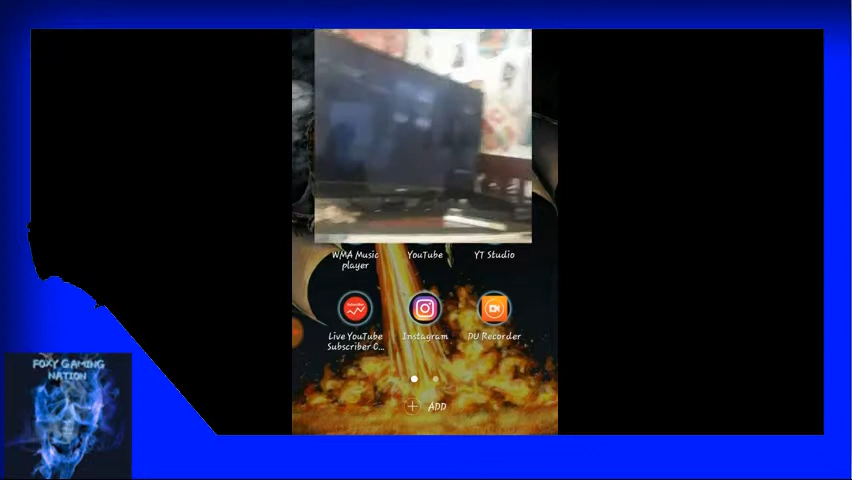 WMA Music
player
YouTube
YT Studio
Live YouTube
Subscriber C...
Instagram
DU Recorder
ADD
FOXY GAMING
NATION